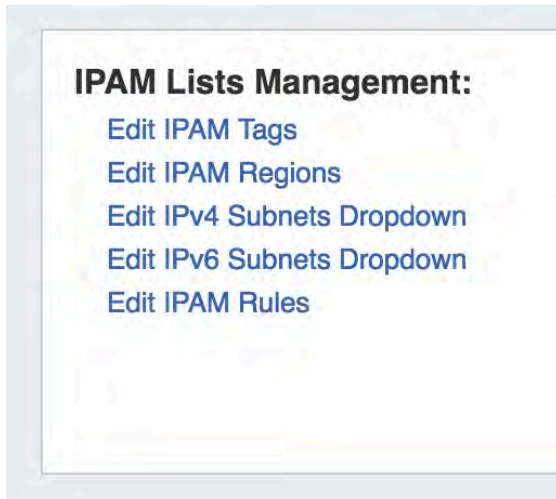 IPAM Lists Management:
Edit IPAM Tags
Edit IPAM Regions
Edit IPv4 Subnets Dropdown
Edit IPv6 Subnets Dropdown
Edit IPAM Rules